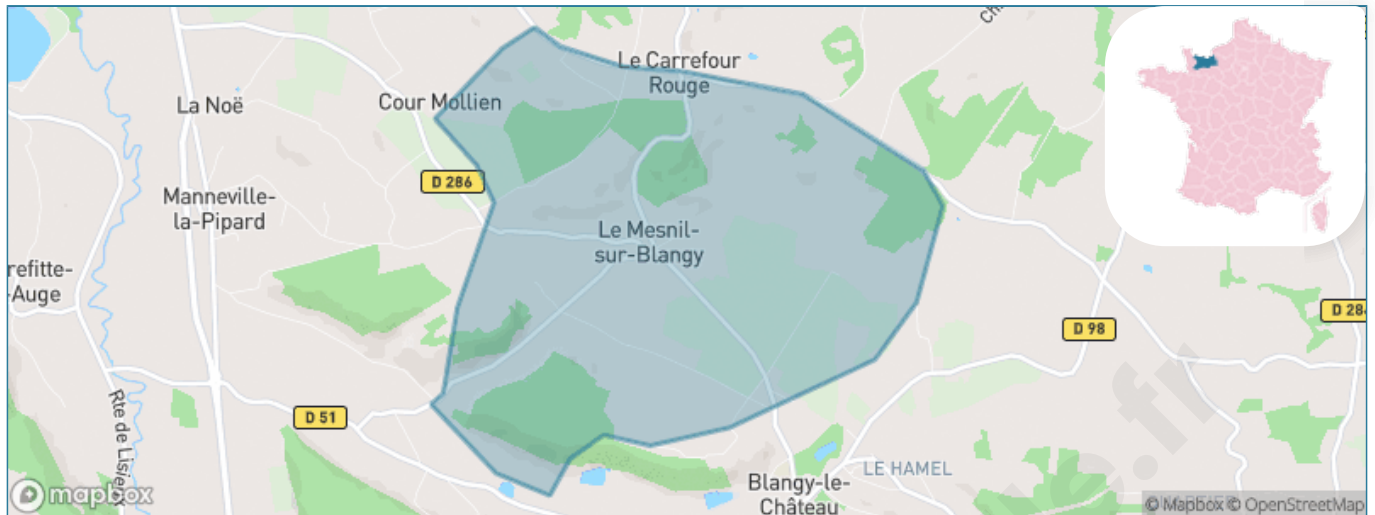 Le Carrefour
Rouge
La Noë
Cour Mollien
D 286
Manneville-
la-Pipard
Le Mesnil-
sur-Blangy
refitte-
-Auge
D 28
D 98
D 51
Rte de Lisieux
LE HAMEL
Blangy-le-
Château
mapbox
© Mapbox © OpenStreetMap